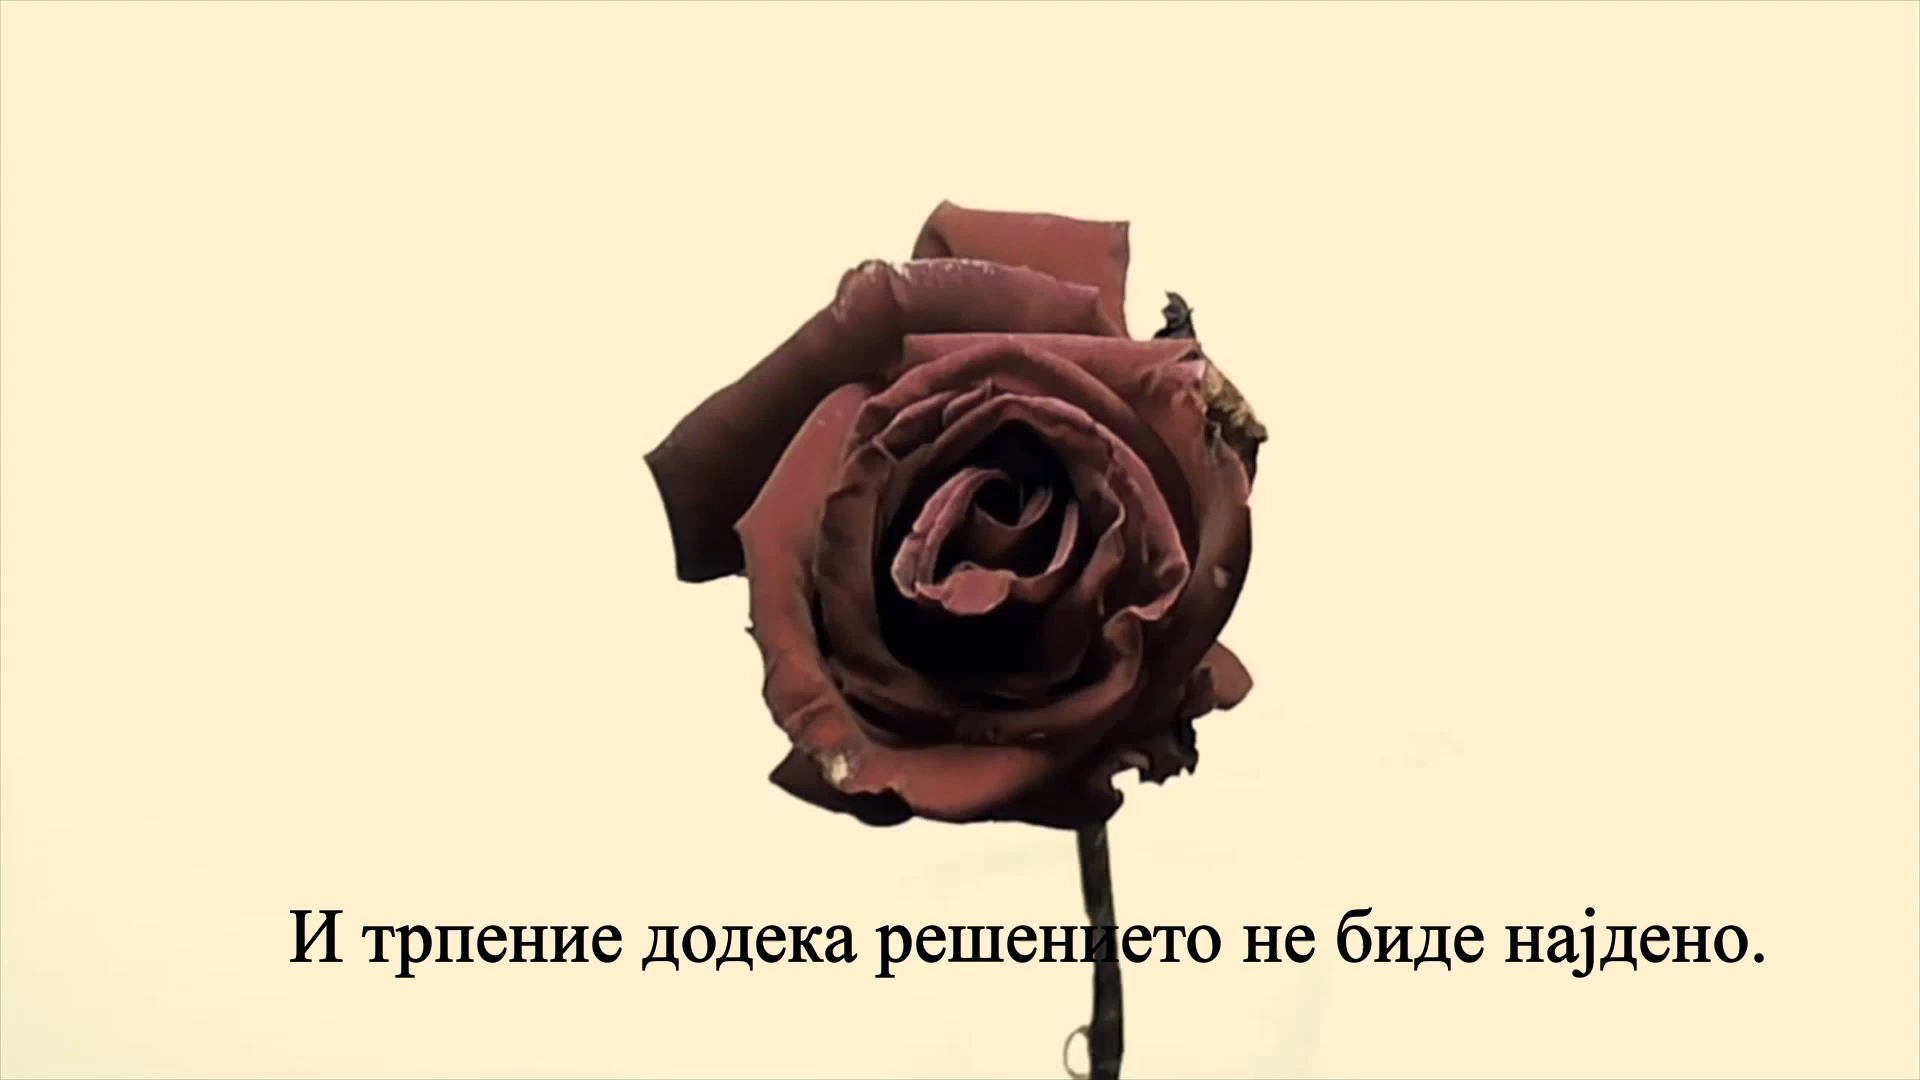 И трпение додека решението не биде најдено.